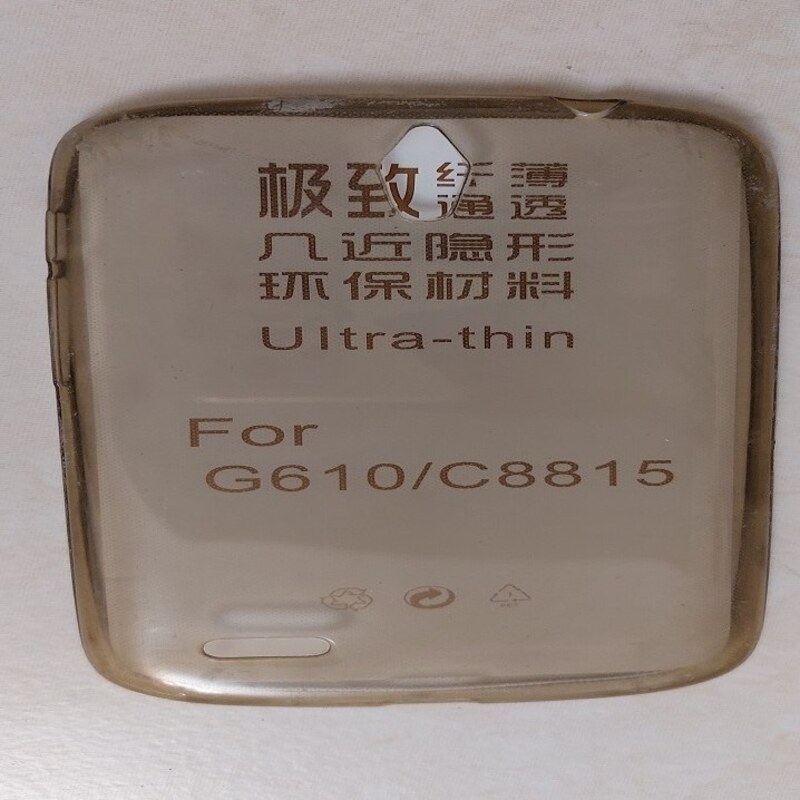 极致纤薄
通透
几近隐形
环保材料
Ultra-thin
For
G610/C8815